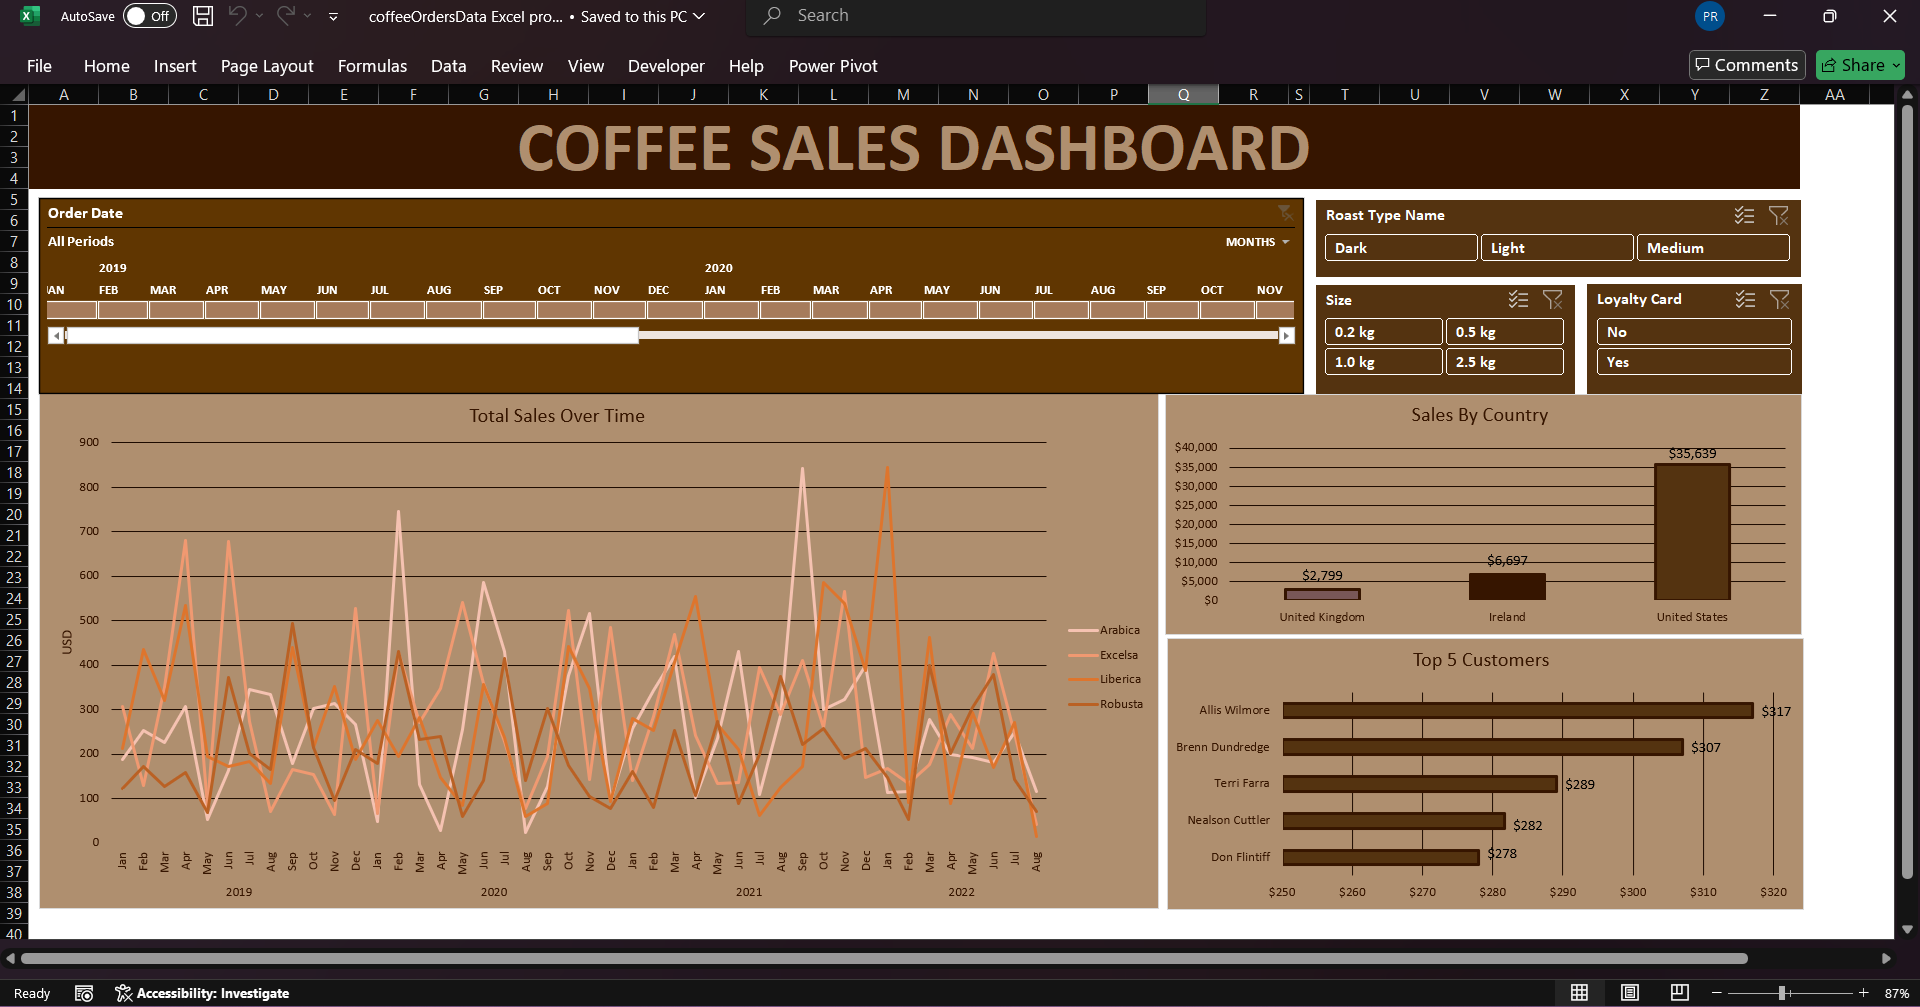 AutoSave Off coffeeOrdersData Excel pro... • Saved to this PC Search PR
File Home Insert Page Layout Formulas Data Review View Developer Help Power Pivot Comments Share
A B C D E F G H I J K L M N O P Q R S T U V W X Y Z AA
1
2
3
4
5
6
7
8
9
10
11
12
13
14
15
16
17
18
19
20
21
22
23
24
25
26
27
28
29
30
31
32
33
34
35
36
37
38
39
40
COFFEE SALES DASHBOARD
Order Date
All Periods MONTHS
2019 2020
JAN FEB MAR APR MAY JUN JUL AUG SEP OCT NOV DEC JAN FEB MAR APR MAY JUN JUL AUG SEP OCT NOV
Roast Type Name
Dark Light Medium
Size
0.2 kg 0.5 kg
1.0 kg 2.5 kg
Loyalty Card
No
Yes
Total Sales Over Time
USD
900
800
700
600
500
400
300
200
100
0
Jan Feb Mar Apr May Jun Jul Aug Sep Oct Nov Dec Jan Feb Mar Apr May Jun Jul Aug Sep Oct Nov Dec Jan Feb Mar Apr May Jun Jul Aug Sep Oct Nov Dec Jan Feb Mar Apr May Jun Jul Aug
2019 2020 2021 2022
Arabica
Excelsa
Liberica
Robusta
Sales By Country
$40,000
$35,000
$30,000
$25,000
$20,000
$15,000
$10,000
$5,000
$0
$2,799
$6,697
$35,639
United Kingdom Ireland United States
Top 5 Customers
Allis Wilmore $317
Brenn Dundredge $307
Terri Farra $289
Nealson Cuttler $282
Don Flintiff $278
$250 $260 $270 $280 $290 $300 $310 $320
Ready Accessibility: Investigate 87%